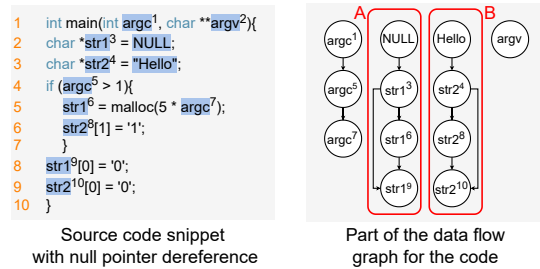 1 int main(int argc¹, char **argv²){
2 char *str1³ = NULL;
3 char *str2⁴ = "Hello";
4 if (argc⁵ > 1){
5 str1⁶ = malloc(5 * argc⁷);
6 str2⁸[1] = '1';
7 }
8 str1⁹[0] = '0';
9 str2¹⁰[0] = '0';
10 }
Source code snippet
with null pointer dereference
A B
argc¹ NULL Hello argv
argc⁵ str1³ str2⁴
argc⁷ str1⁶ str2⁸
str1⁹ str2¹⁰
Part of the data flow
graph for the code